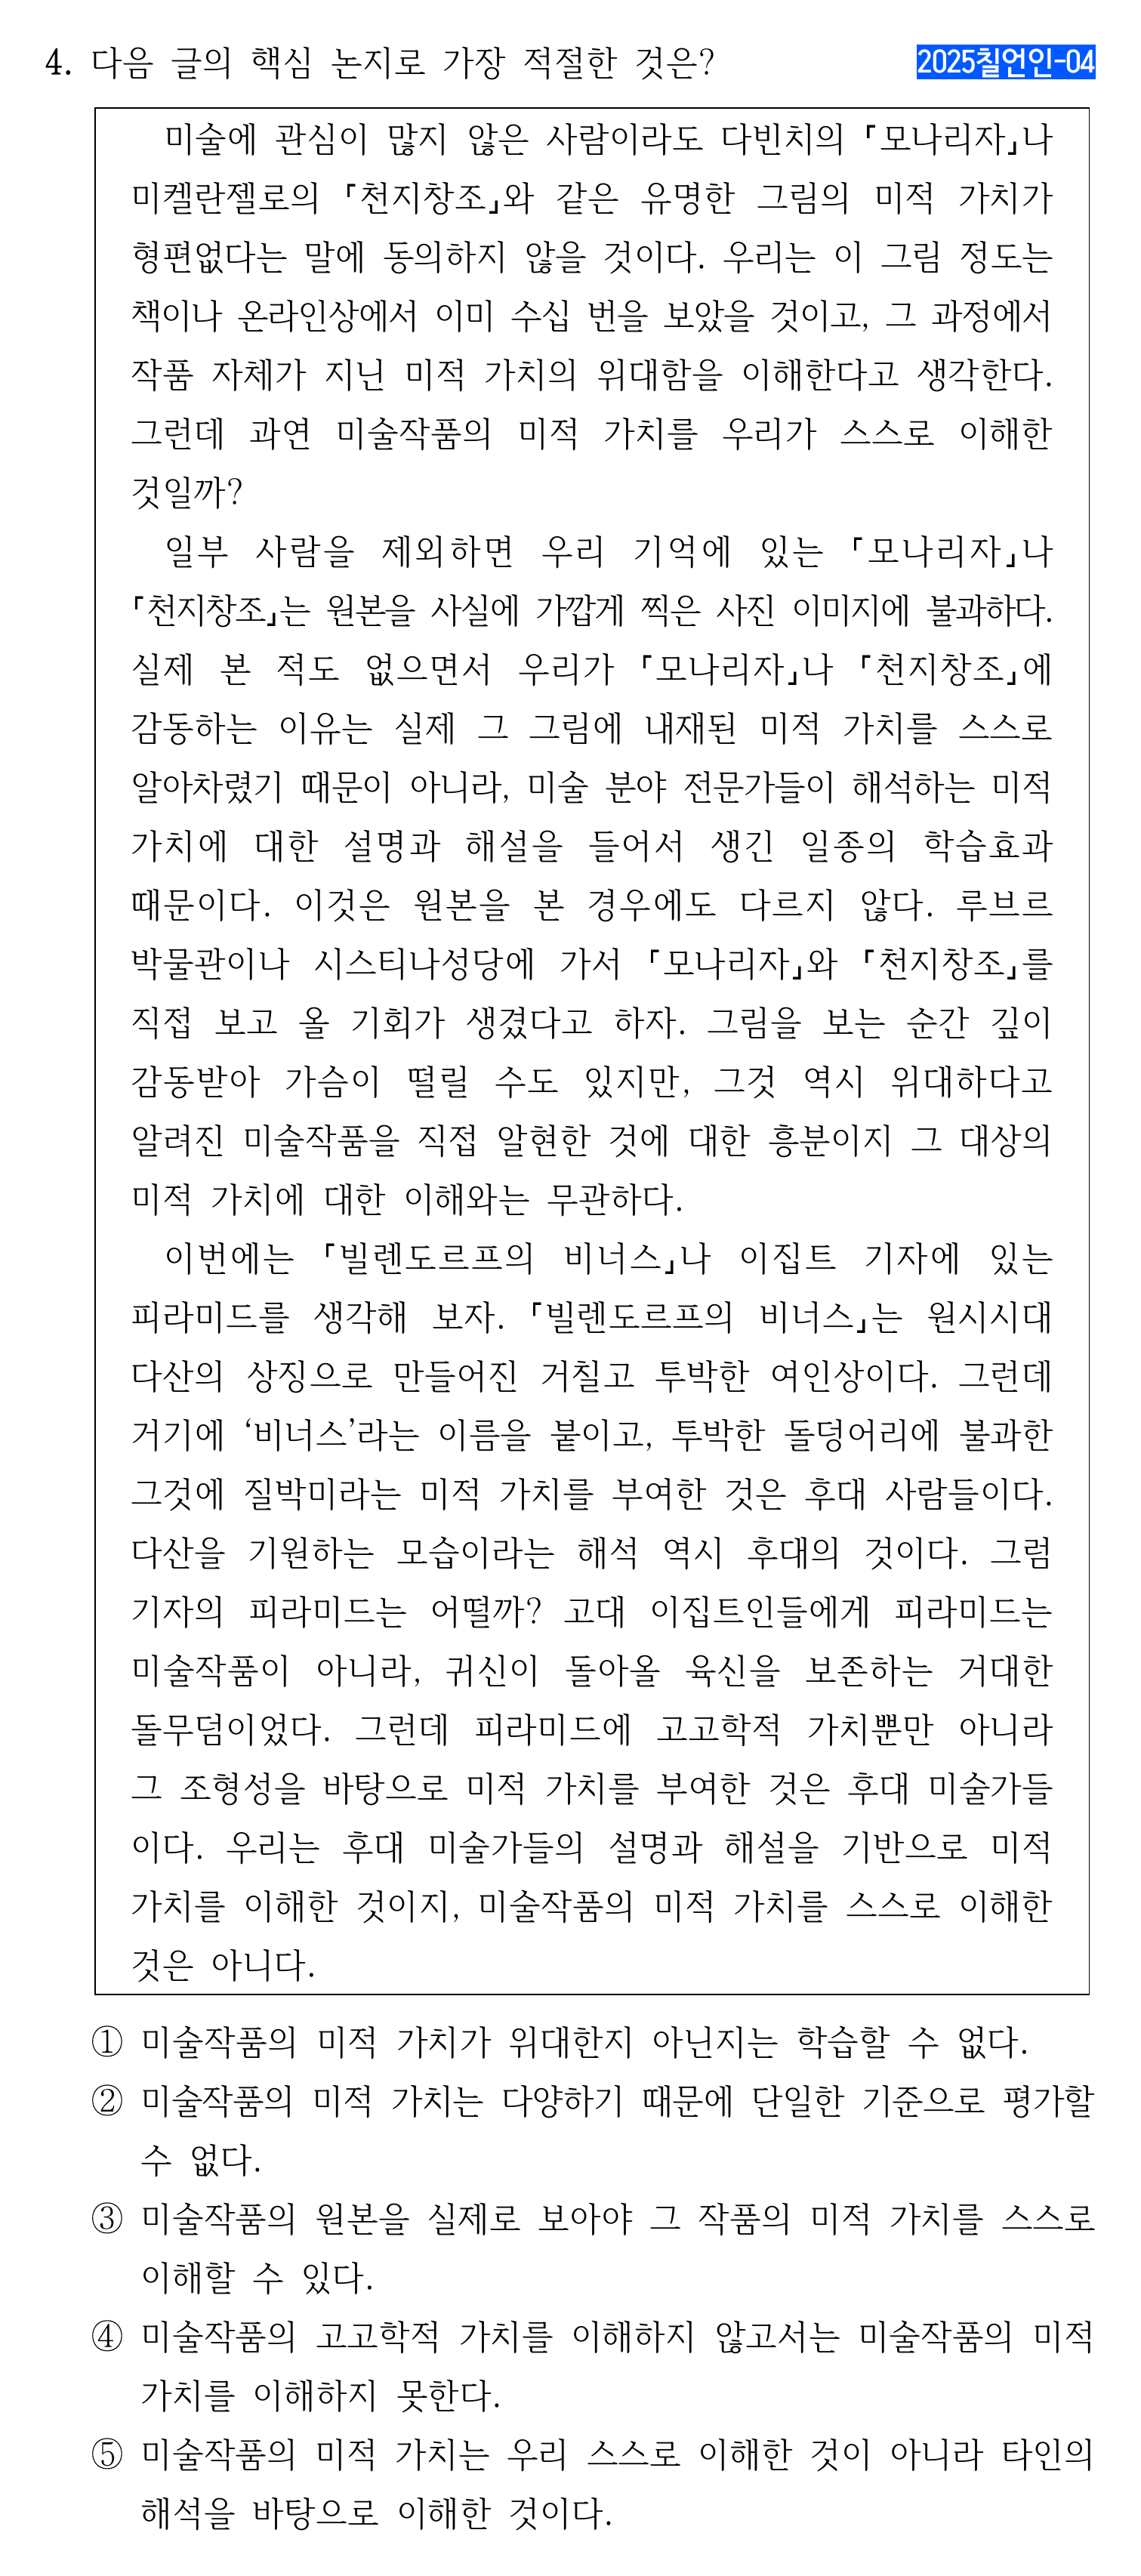 4. 다음 글의 핵심 논지로 가장 적절한 것은?
2025칠언인-04
미술에 관심이 많지 않은 사람이라도 다빈치의 「모나리자」나
미켈란젤로의 「천지창조」와 같은 유명한 그림의 미적 가치가
형편없다는 말에 동의하지 않을 것이다. 우리는 이 그림 정도는
책이나 온라인상에서 이미 수십 번을 보았을 것이고, 그 과정에서
작품 자체가 지닌 미적 가치의 위대함을 이해한다고 생각한다.
그런데 과연 미술작품의 미적 가치를 우리가 스스로 이해한
것일까?
일부 사람을 제외하면 우리 기억에 있는 「모나리자」나
「천지창조」는 원본을 사실에 가깝게 찍은 사진 이미지에 불과하다.
실제 본 적도 없으면서 우리가 「모나리자」나 「천지창조」에
감동하는 이유는 실제 그 그림에 내재된 미적 가치를 스스로
알아차렸기 때문이 아니라, 미술 분야 전문가들이 해석하는 미적
가치에 대한 설명과 해설을 들어서 생긴 일종의 학습효과
때문이다. 이것은 원본을 본 경우에도 다르지 않다. 루브르
박물관이나 시스티나성당에 가서 「모나리자」와 「천지창조」를
직접 보고 올 기회가 생겼다고 하자. 그림을 보는 순간 깊이
감동받아 가슴이 떨릴 수도 있지만, 그것 역시 위대하다고
알려진 미술작품을 직접 알현한 것에 대한 흥분이지 그 대상의
미적 가치에 대한 이해와는 무관하다.
이번에는 「빌렌도르프의 비너스」나 이집트 기자에 있는
피라미드를 생각해 보자. 「빌렌도르프의 비너스」는 원시시대
다산의 상징으로 만들어진 거칠고 투박한 여인상이다. 그런데
거기에 ‘비너스’라는 이름을 붙이고, 투박한 돌덩어리에 불과한
그것에 질박미라는 미적 가치를 부여한 것은 후대 사람들이다.
다산을 기원하는 모습이라는 해석 역시 후대의 것이다. 그럼
기자의 피라미드는 어떨까? 고대 이집트인들에게 피라미드는
미술작품이 아니라, 귀신이 돌아올 육신을 보존하는 거대한
돌무덤이었다. 그런데 피라미드에 고고학적 가치뿐만 아니라
그 조형성을 바탕으로 미적 가치를 부여한 것은 후대 미술가들
이다. 우리는 후대 미술가들의 설명과 해설을 기반으로 미적
가치를 이해한 것이지, 미술작품의 미적 가치를 스스로 이해한
것은 아니다.
① 미술작품의 미적 가치가 위대한지 아닌지는 학습할 수 없다.
② 미술작품의 미적 가치는 다양하기 때문에 단일한 기준으로 평가할
수 없다.
③ 미술작품의 원본을 실제로 보아야 그 작품의 미적 가치를 스스로
이해할 수 있다.
④ 미술작품의 고고학적 가치를 이해하지 않고서는 미술작품의 미적
가치를 이해하지 못한다.
⑤ 미술작품의 미적 가치는 우리 스스로 이해한 것이 아니라 타인의
해석을 바탕으로 이해한 것이다.